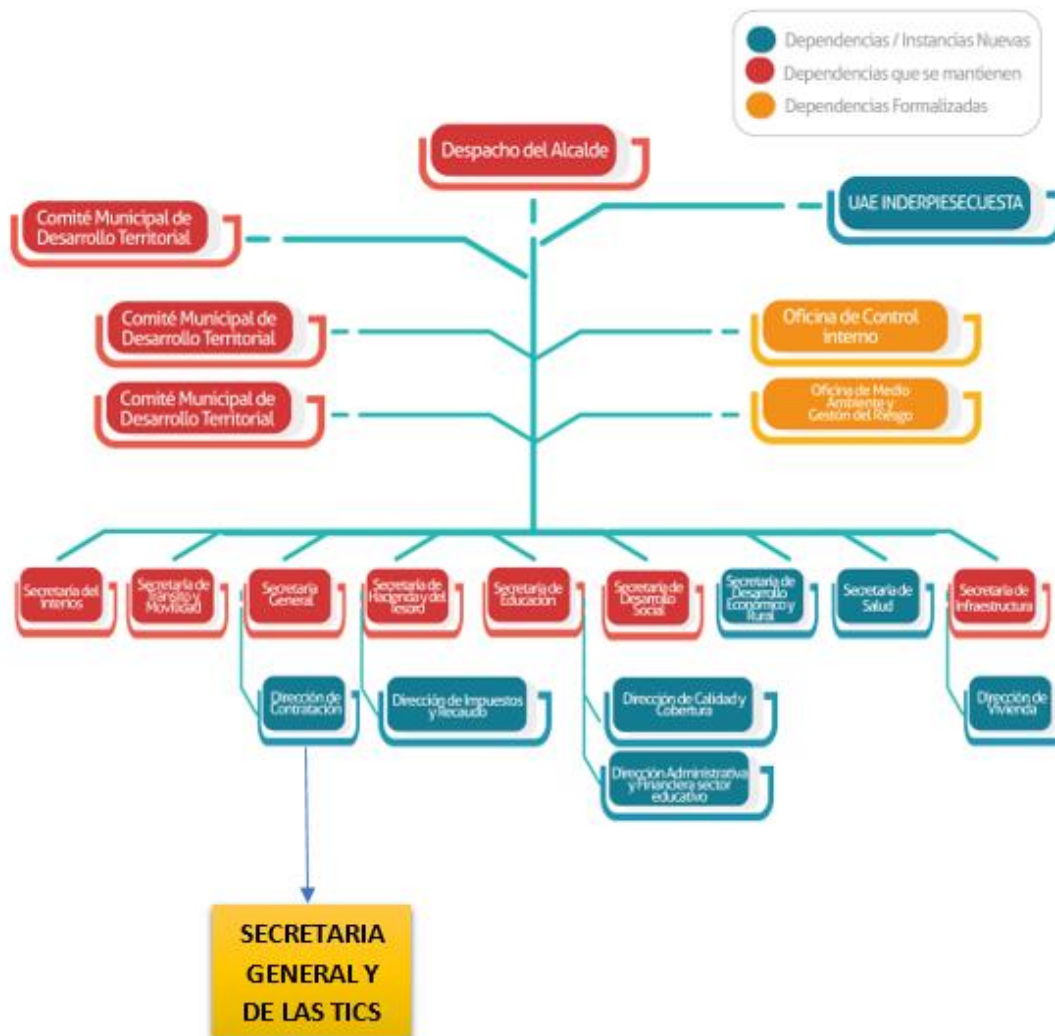 Dependencias / Instancias Nuevas
Dependencias que se mantienen
Dependencias Formalizadas
Despacho del Alcalde
Comité Municipal de
Desarrollo Territorial
UAE INDERPIESECUESTA
Comité Municipal de
Desarrollo Territorial
Oficina de Control
interno
Comité Municipal de
Desarrollo Territorial
Oficina de Medio
Ambiente y
Gestión del Riesgo
Secretaría del
Interios
Secretaría de
Tránsito y
Movilidad
Secretaria
General
Secretaría de
Hacienda y del
Tesoro
Secretaría de
Educación
Secretaría de
Desarrollo
Social
Secretaría de
Desarrollo
Económico y
Rural
Secretaría
de Salud
Secretaría de
Infraestructura
Dirección de
Contratación
Dirección de Impuestos
y Recaudo
Dirección de Calidad y
Cobertura
Dirección de
Vivienda
Dirección Administrativa
y Financiera sector
educativo
SECRETARIA
GENERAL Y
DE LAS TICS